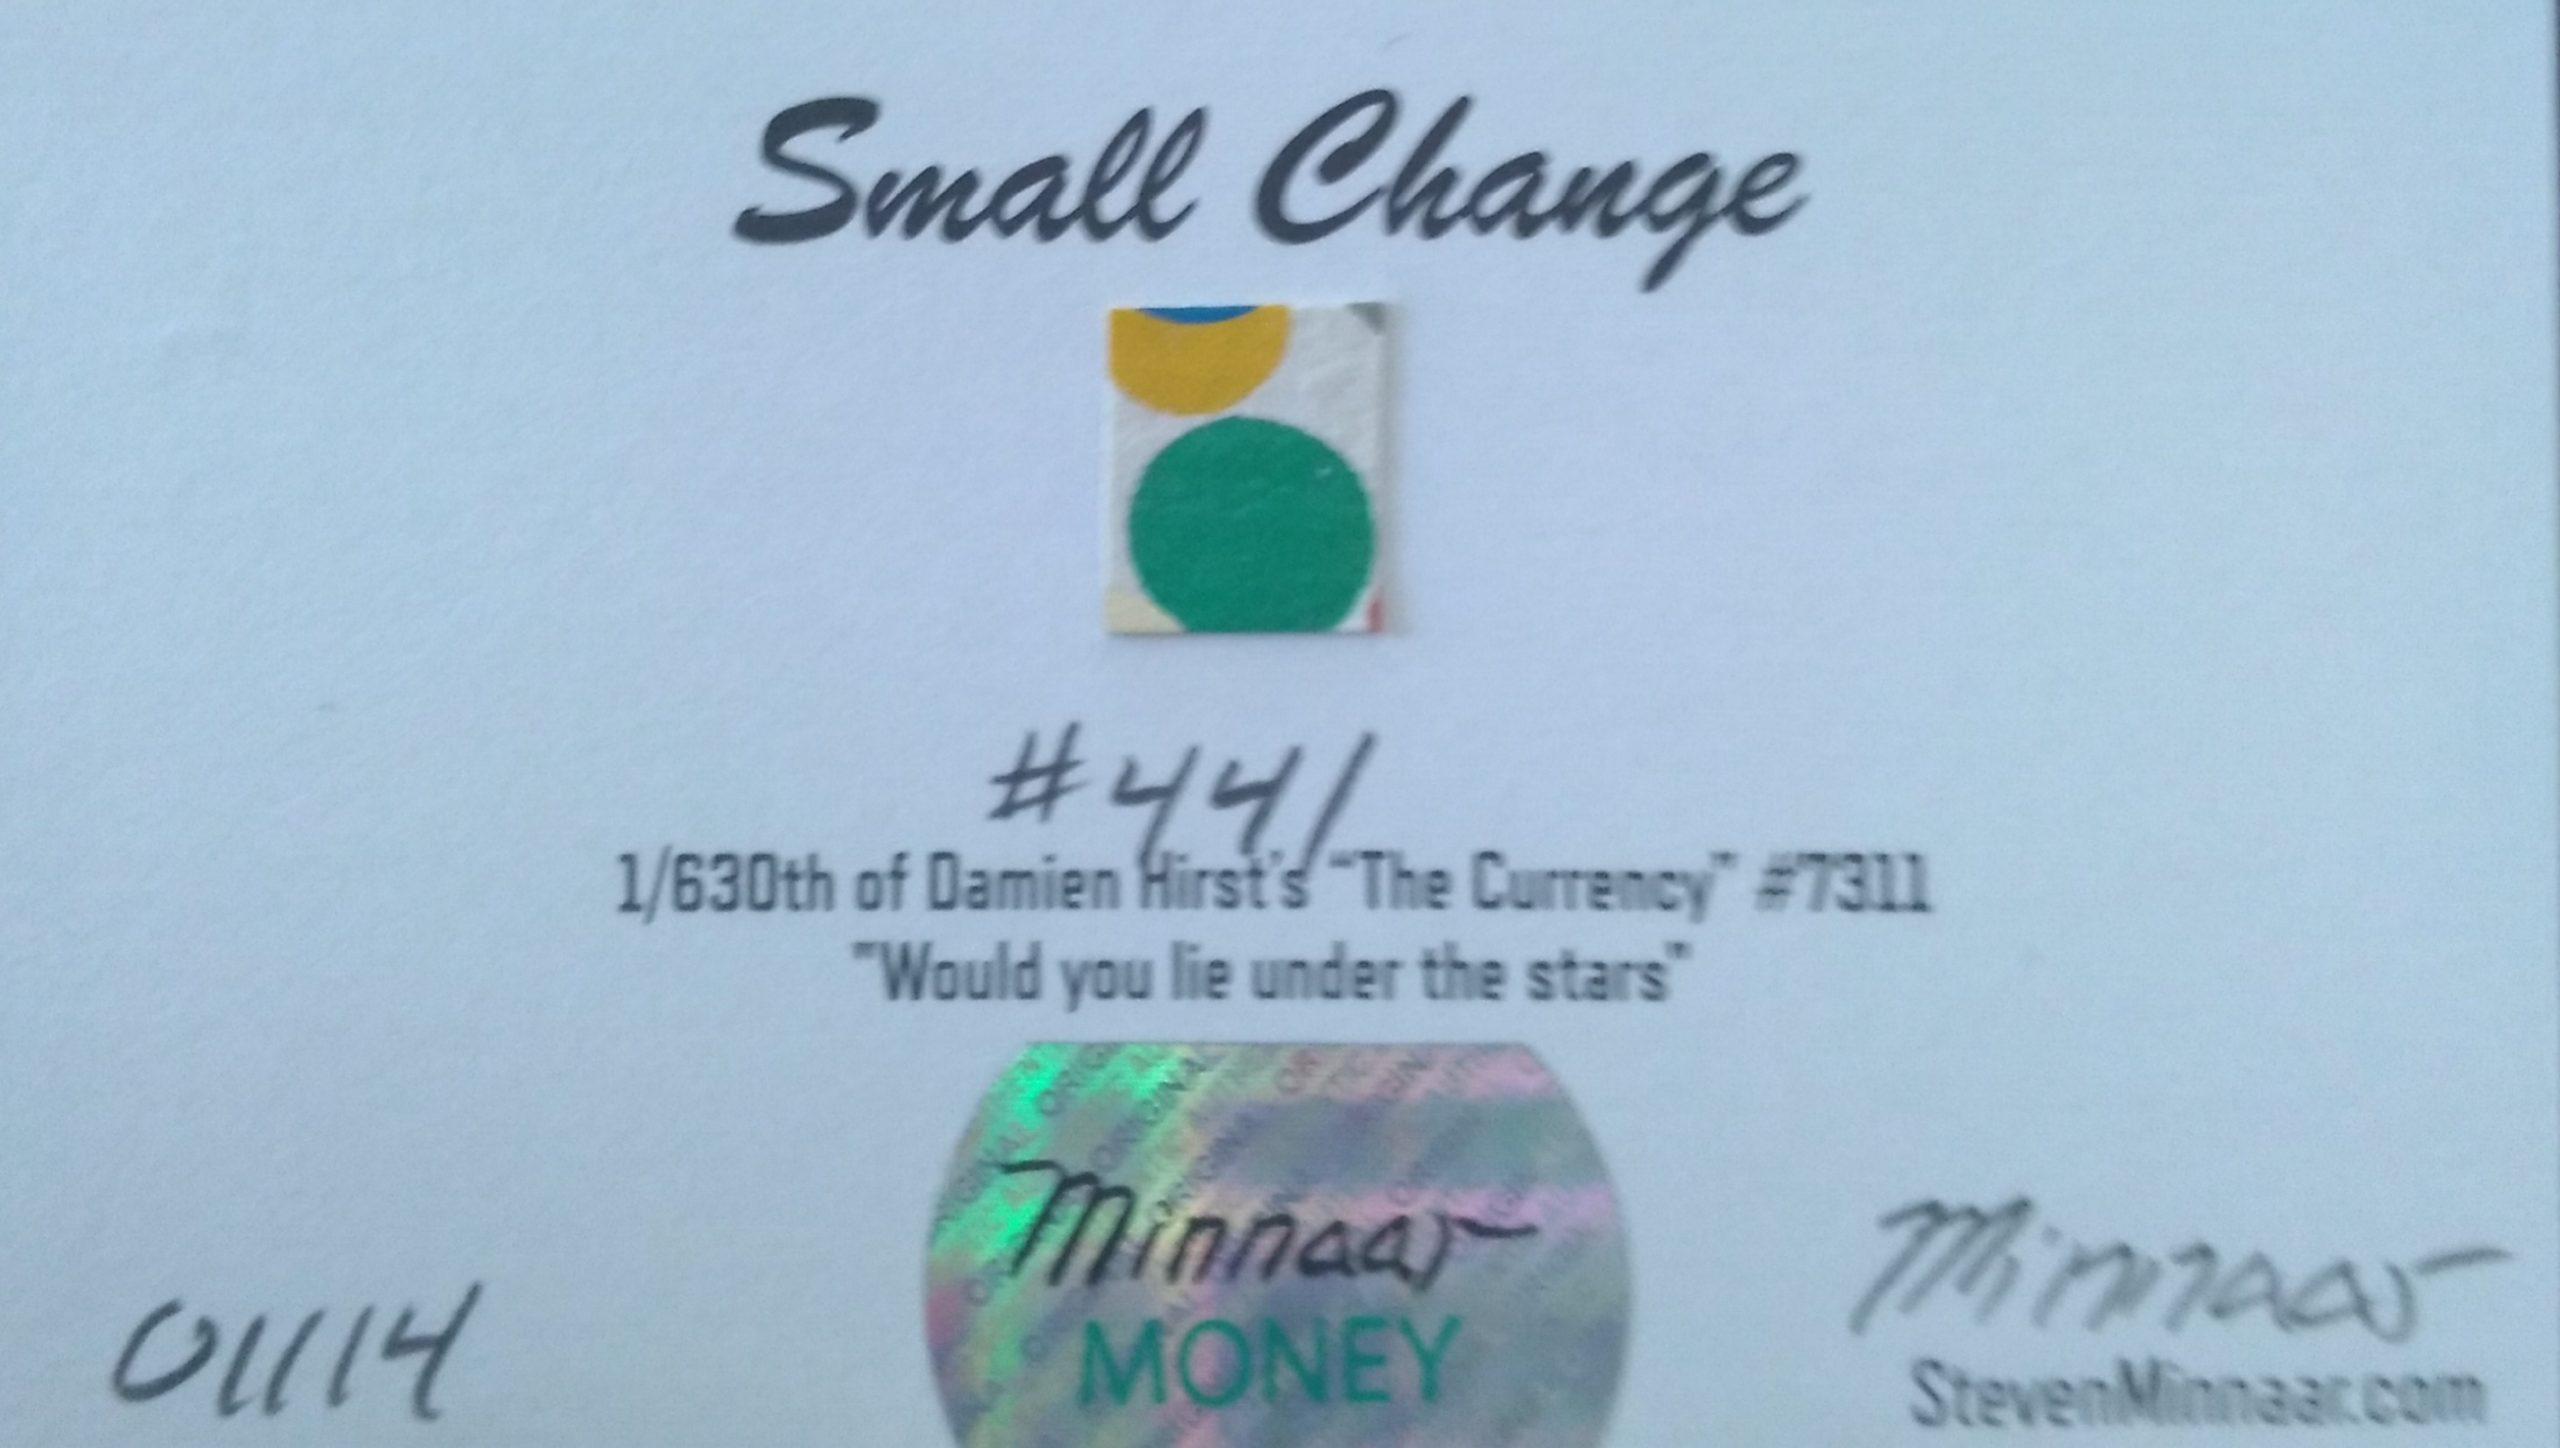 Small Change
#441
1/630th of Damien Hirst's "The Currency" #7311
"Would you lie under the stars"
Minnaar
MONEY
01114
Minnaar
StevenMinnaar.com